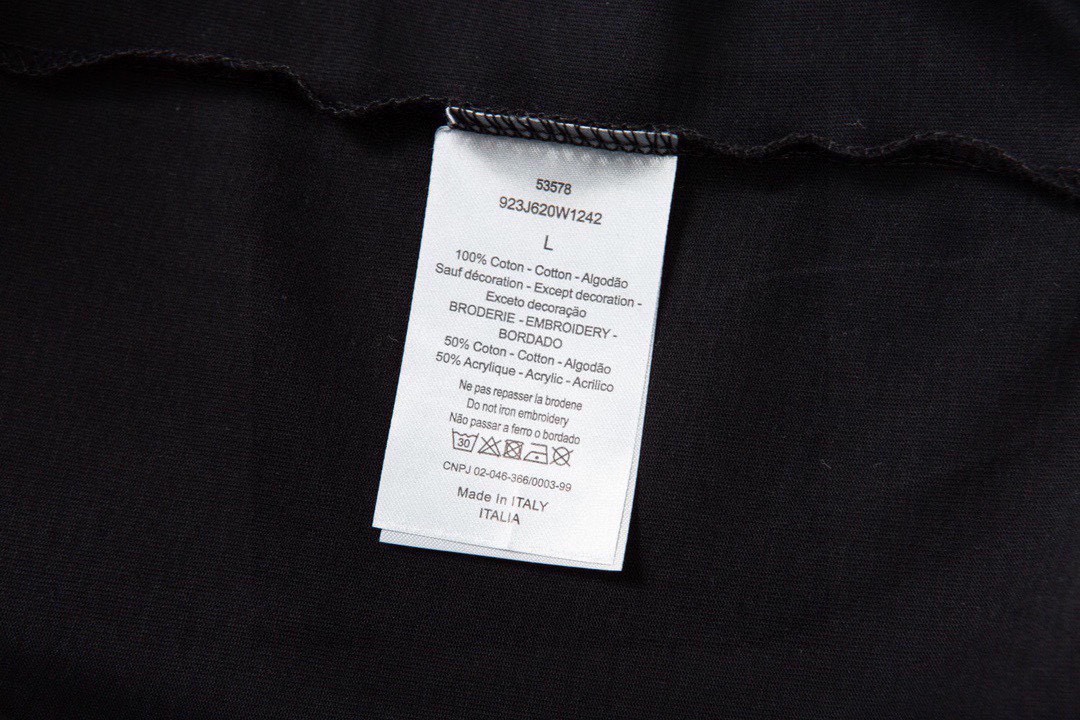 53578
923J620W1242
L
100% Coton - Cotton - Algodão
Sauf décoration - Except decoration -
Exceto decoração
BRODERIE - EMBROIDERY -
BORDADO
50% Coton - Cotton - Algodão
50% Acrylique - Acrylic - Acrilico
Ne pas repasser la brodene
Do not iron embroidery
Não passar a ferro o bordado
30
CNPJ 02-046-366/0003-99
Made In ITALY
ITALIA